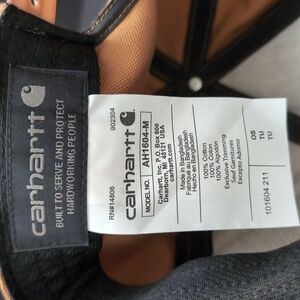 carhartt
BUILT TO SERVE AND PROTECT
HARDWORKING PEOPLE
RN#14806
902304
carhartt
MODEL NO. AH1604-M
Carhartt, Inc. P.O. Box 600
Dearborn, MI 48121 USA
carhartt.com
Made in Bangladesh
Fabriqué au Bangladesh
Hecho en Bangladesh
100% Cotton
100% Coton
100% Algodón
Exclusive Trimming
Sauf Garnitures
Excepto Adorno
OS
TU
TU
101604 211